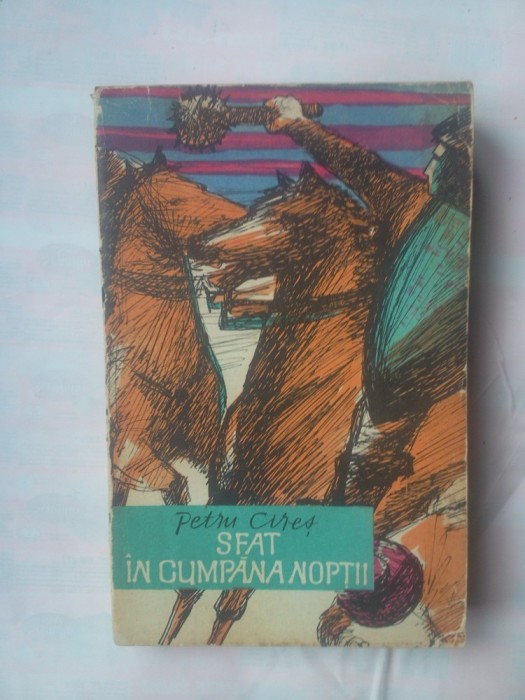 Petru Cireș
SFAT
ÎN CUMPĂNA NOPȚII